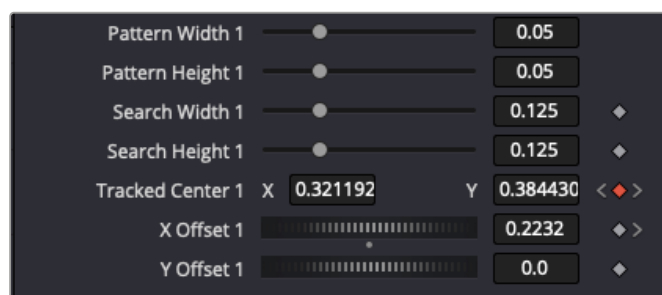 Pattern Width 1 0.05
Pattern Height 1 0.05
Search Width 1 0.125
Search Height 1 0.125
Tracked Center 1 X 0.321192 Y 0.384430
X Offset 1 0.2232
Y Offset 1 0.0